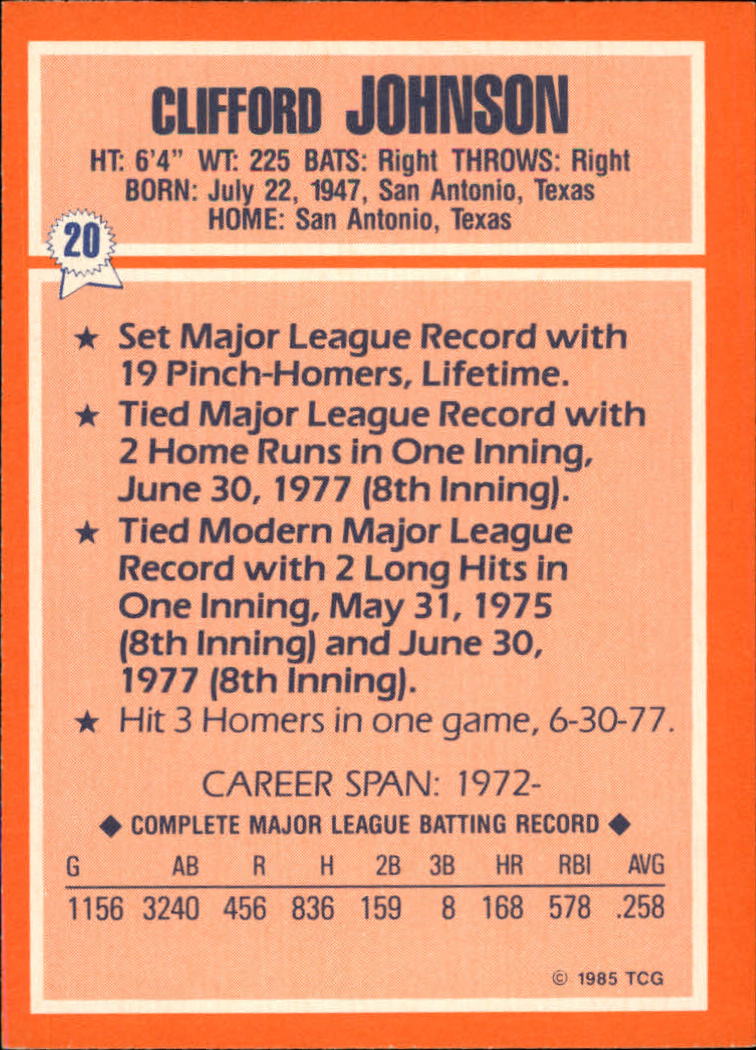 CLIFFORD JOHNSON
HT: 6'4" WT: 225 BATS: Right THROWS: Right
BORN: July 22, 1947, San Antonio, Texas
HOME: San Antonio, Texas
20
★ Set Major League Record with
19 Pinch-Homers, Lifetime.
★ Tied Major League Record with
2 Home Runs in One Inning,
June 30, 1977 (8th Inning).
★ Tied Modern Major League
Record with 2 Long Hits in
One Inning, May 31, 1975
(8th Inning) and June 30,
1977 (8th Inning).
★ Hit 3 Homers in one game, 6-30-77.
CAREER SPAN: 1972-
◆ COMPLETE MAJOR LEAGUE BATTING RECORD ◆
G AB R H 2B 3B HR RBI AVG
1156 3240 456 836 159 8 168 578 .258
© 1985 TCG